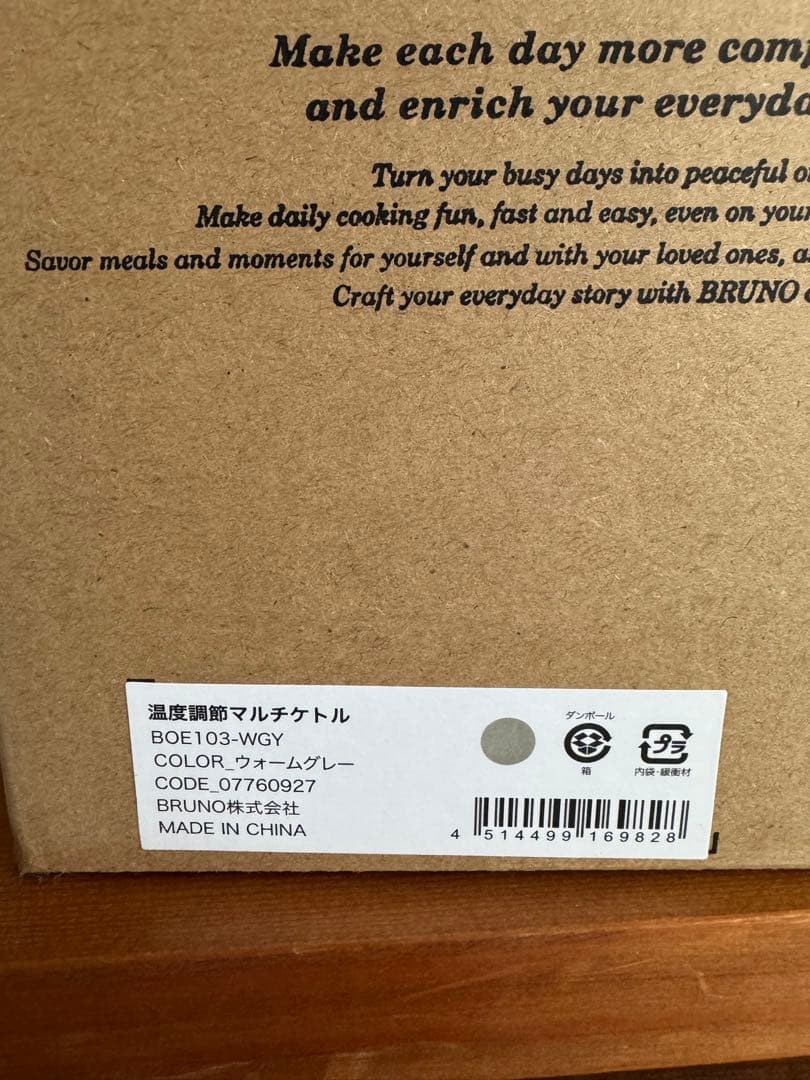 Make each day more
and enrich your
Turn your busy days into peaceful
Make daily cooking fun, fast and easy, even on your
Savor meals and moments for yourself and with your loved ones,
Craft your everyday story with BRUNO
温度調節マルチケトル
BOE103-WGY
COLOR_ウォームグレー
CODE_07760927
BRUNO株式会社
MADE IN CHINA
ダンボール
箱
プラ
内袋・緩衝材
4 514499 169828